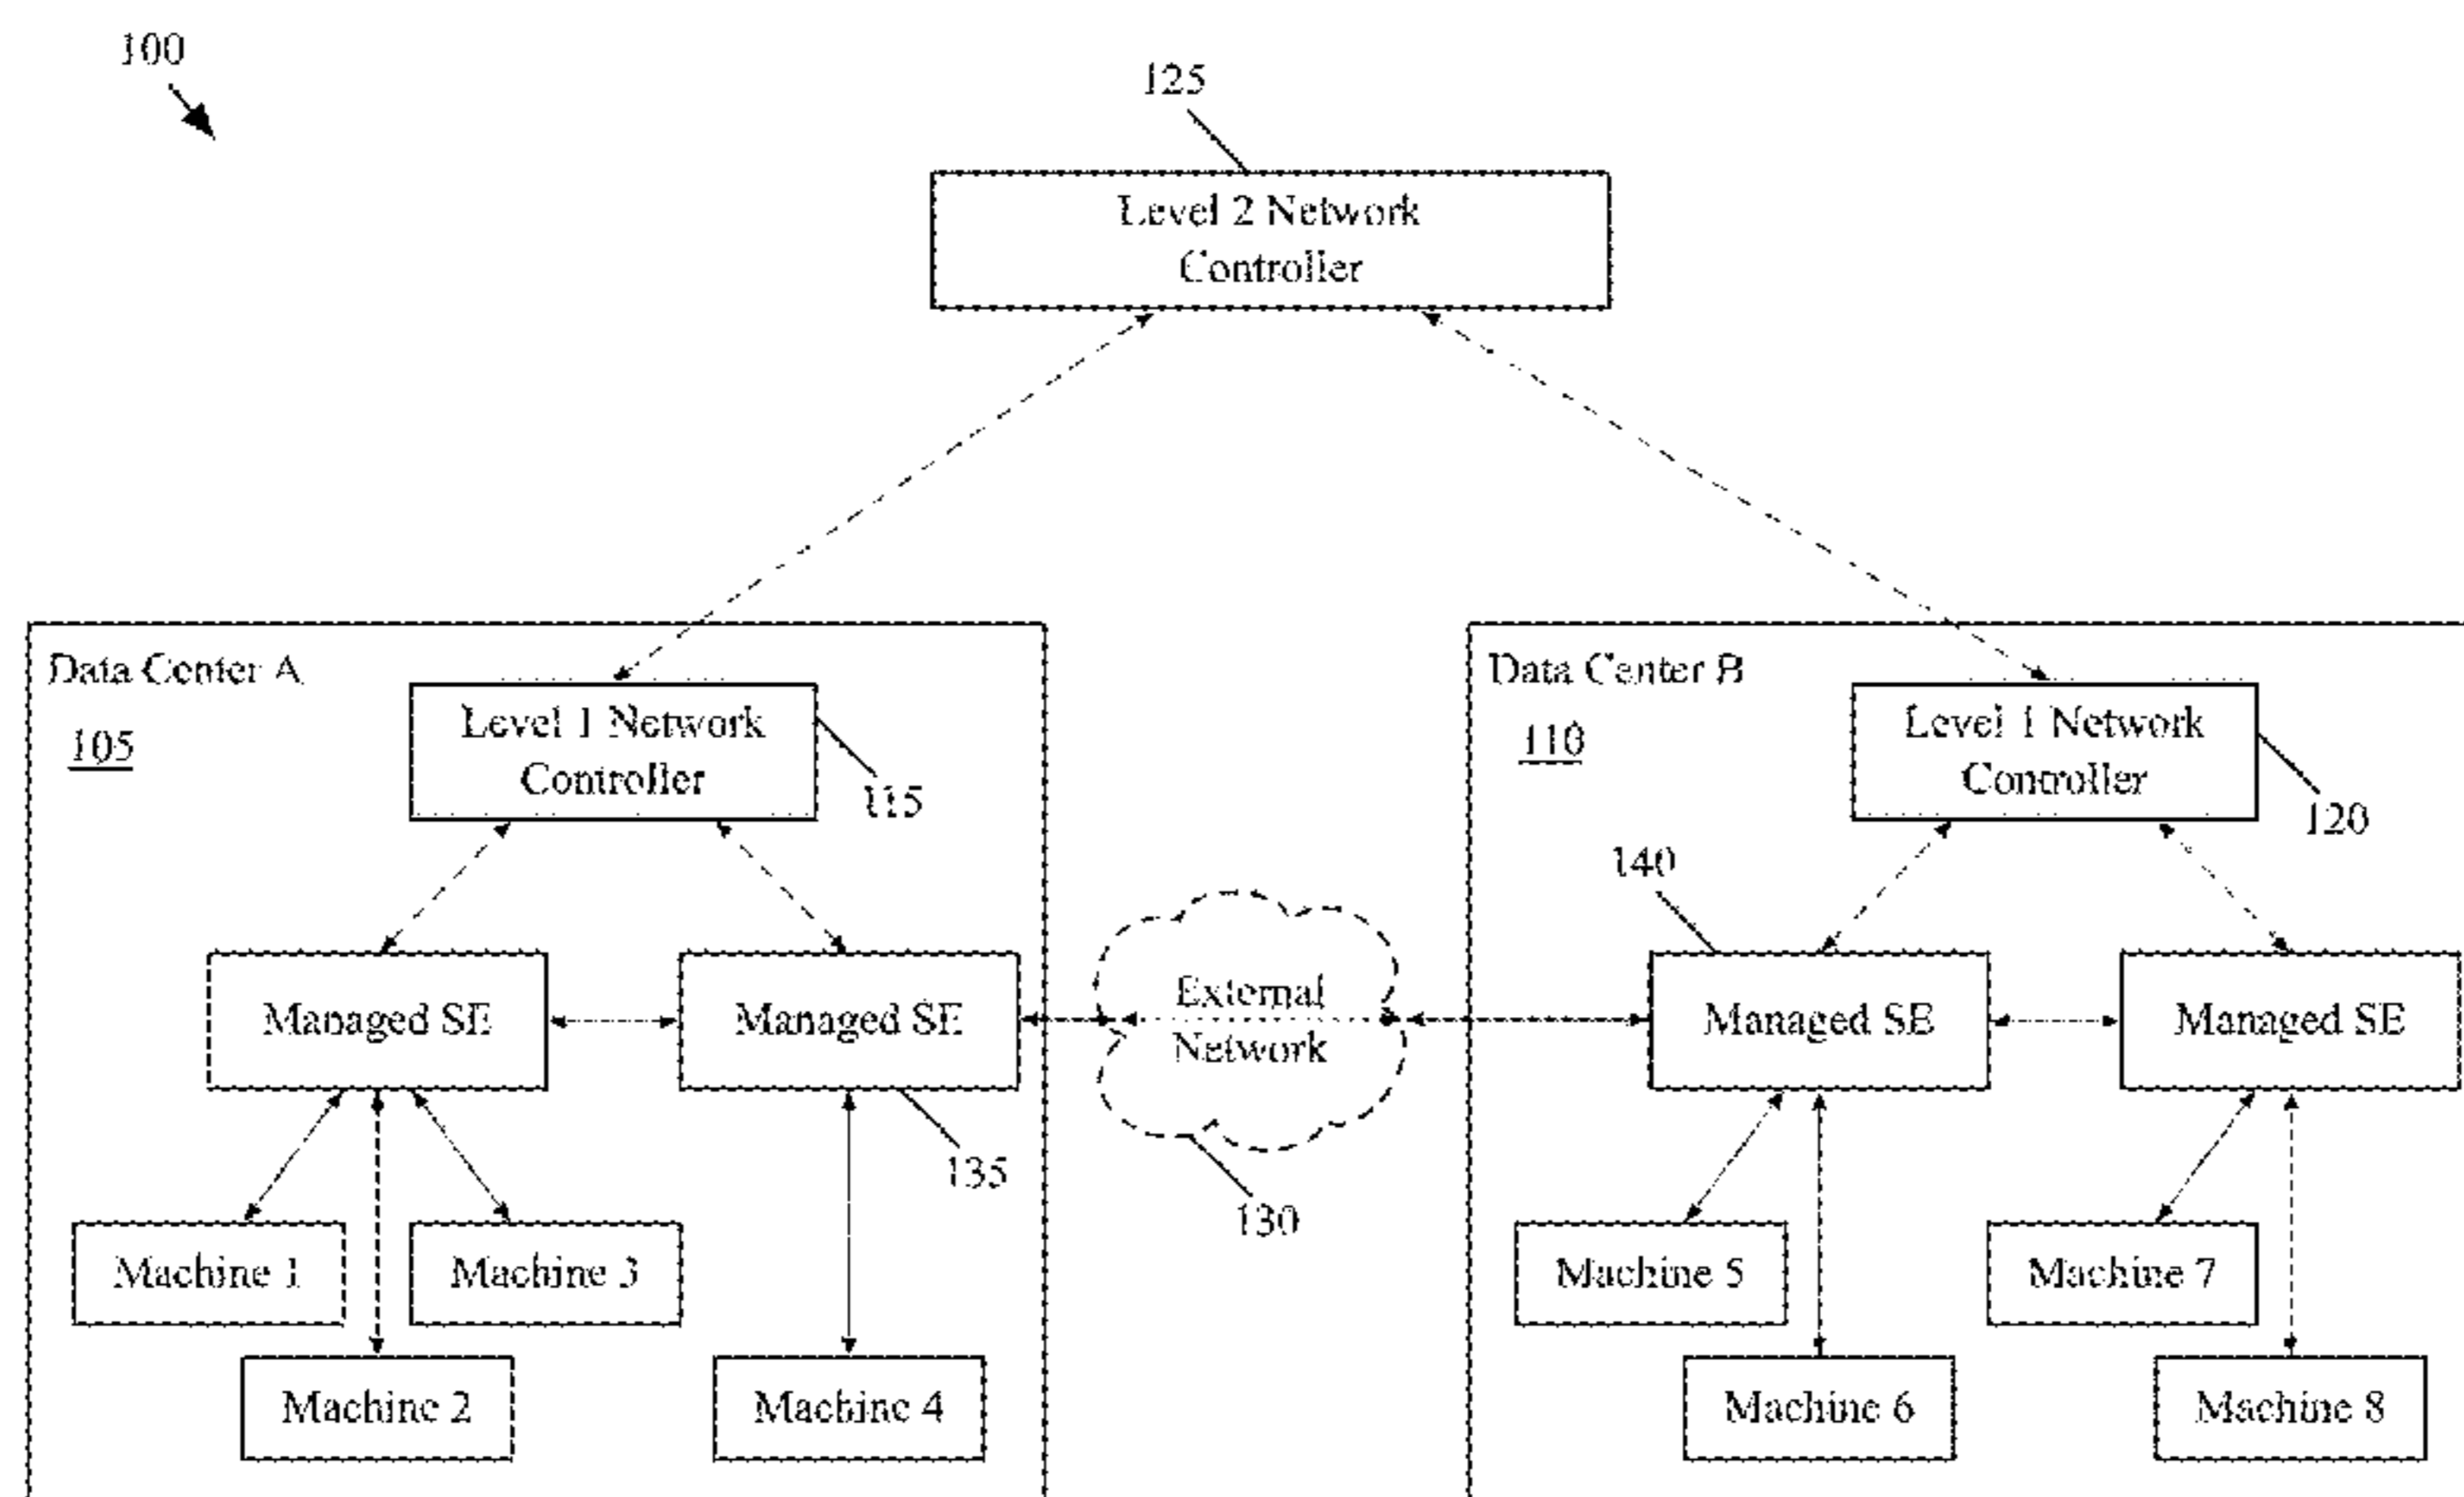 100
125
Level 2 Network
Controller
Data Center A
105
Level 1 Network
Controller
115
Data Center B
110
Level 1 Network
Controller
120
140
Managed SE
Managed SE
External
Network
Managed SE
Managed SE
135
130
Machine 1
Machine 3
Machine 5
Machine 7
Machine 2
Machine 4
Machine 6
Machine 8